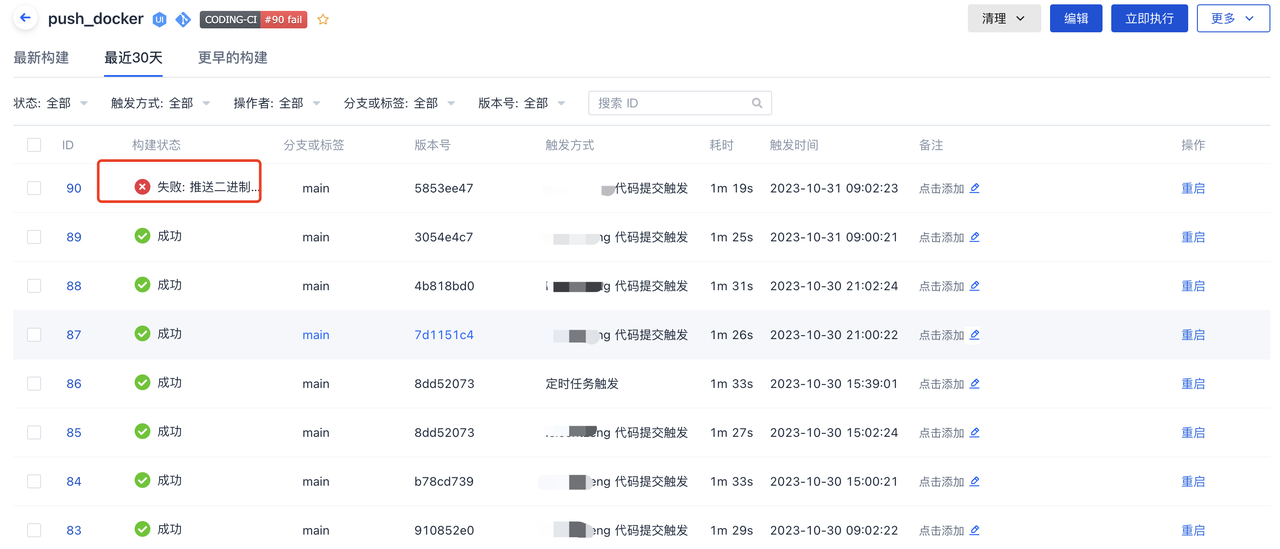 push_docker UI CODING-CI #90 fail 清理 编辑 立即执行 更多
最新构建 最近30天 更早的构建
状态: 全部 触发方式: 全部 操作者: 全部 分支或标签: 全部 版本号: 全部 搜索 ID
ID 构建状态 分支或标签 版本号 触发方式 耗时 触发时间 备注 操作
90 失败: 推送二进制... main 5853ee47 代码提交触发 1m 19s 2023-10-31 09:02:23 点击添加 重启
89 成功 main 3054e4c7 代码提交触发 1m 25s 2023-10-31 09:00:21 点击添加 重启
88 成功 main 4b818bd0 代码提交触发 1m 31s 2023-10-30 21:02:24 点击添加 重启
87 成功 main 7d1151c4 代码提交触发 1m 26s 2023-10-30 21:00:22 点击添加 重启
86 成功 main 8dd52073 定时任务触发 1m 33s 2023-10-30 15:39:01 点击添加 重启
85 成功 main 8dd52073 代码提交触发 1m 27s 2023-10-30 15:02:24 点击添加 重启
84 成功 main b78cd739 代码提交触发 1m 33s 2023-10-30 15:00:21 点击添加 重启
83 成功 main 910852e0 代码提交触发 1m 29s 2023-10-30 09:02:22 点击添加 重启